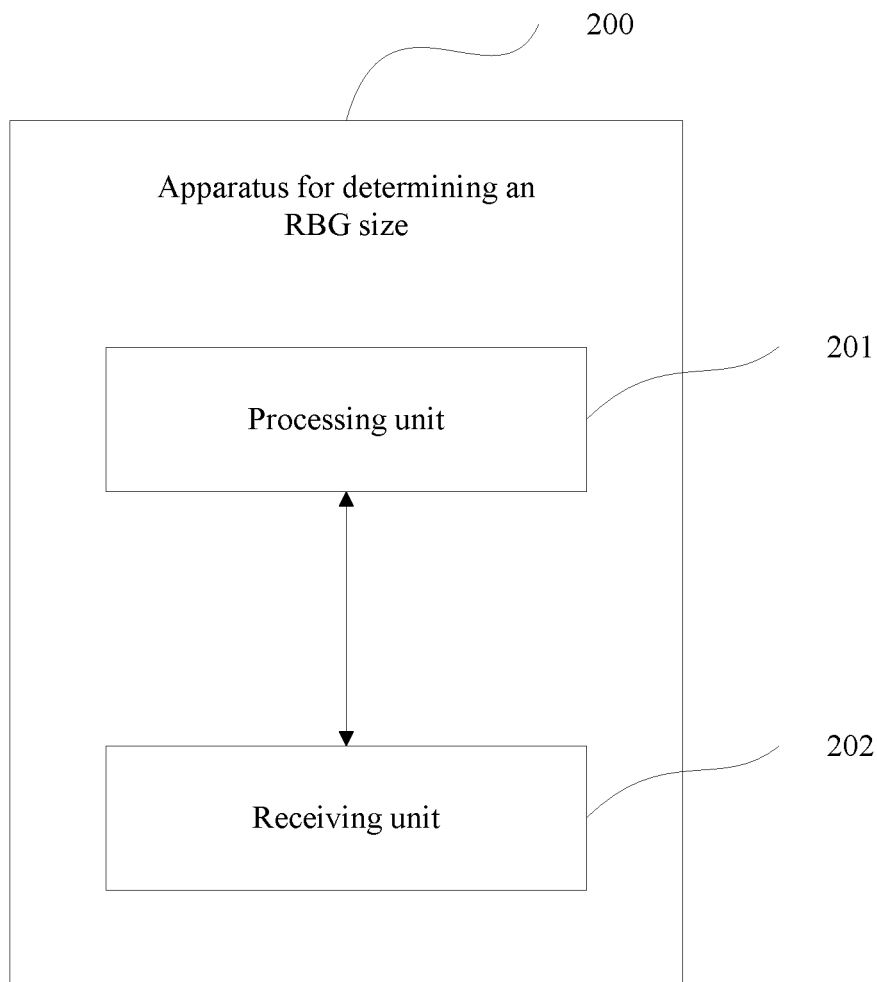 200
Apparatus for determining an
RBG size
201
Processing unit
202
Receiving unit